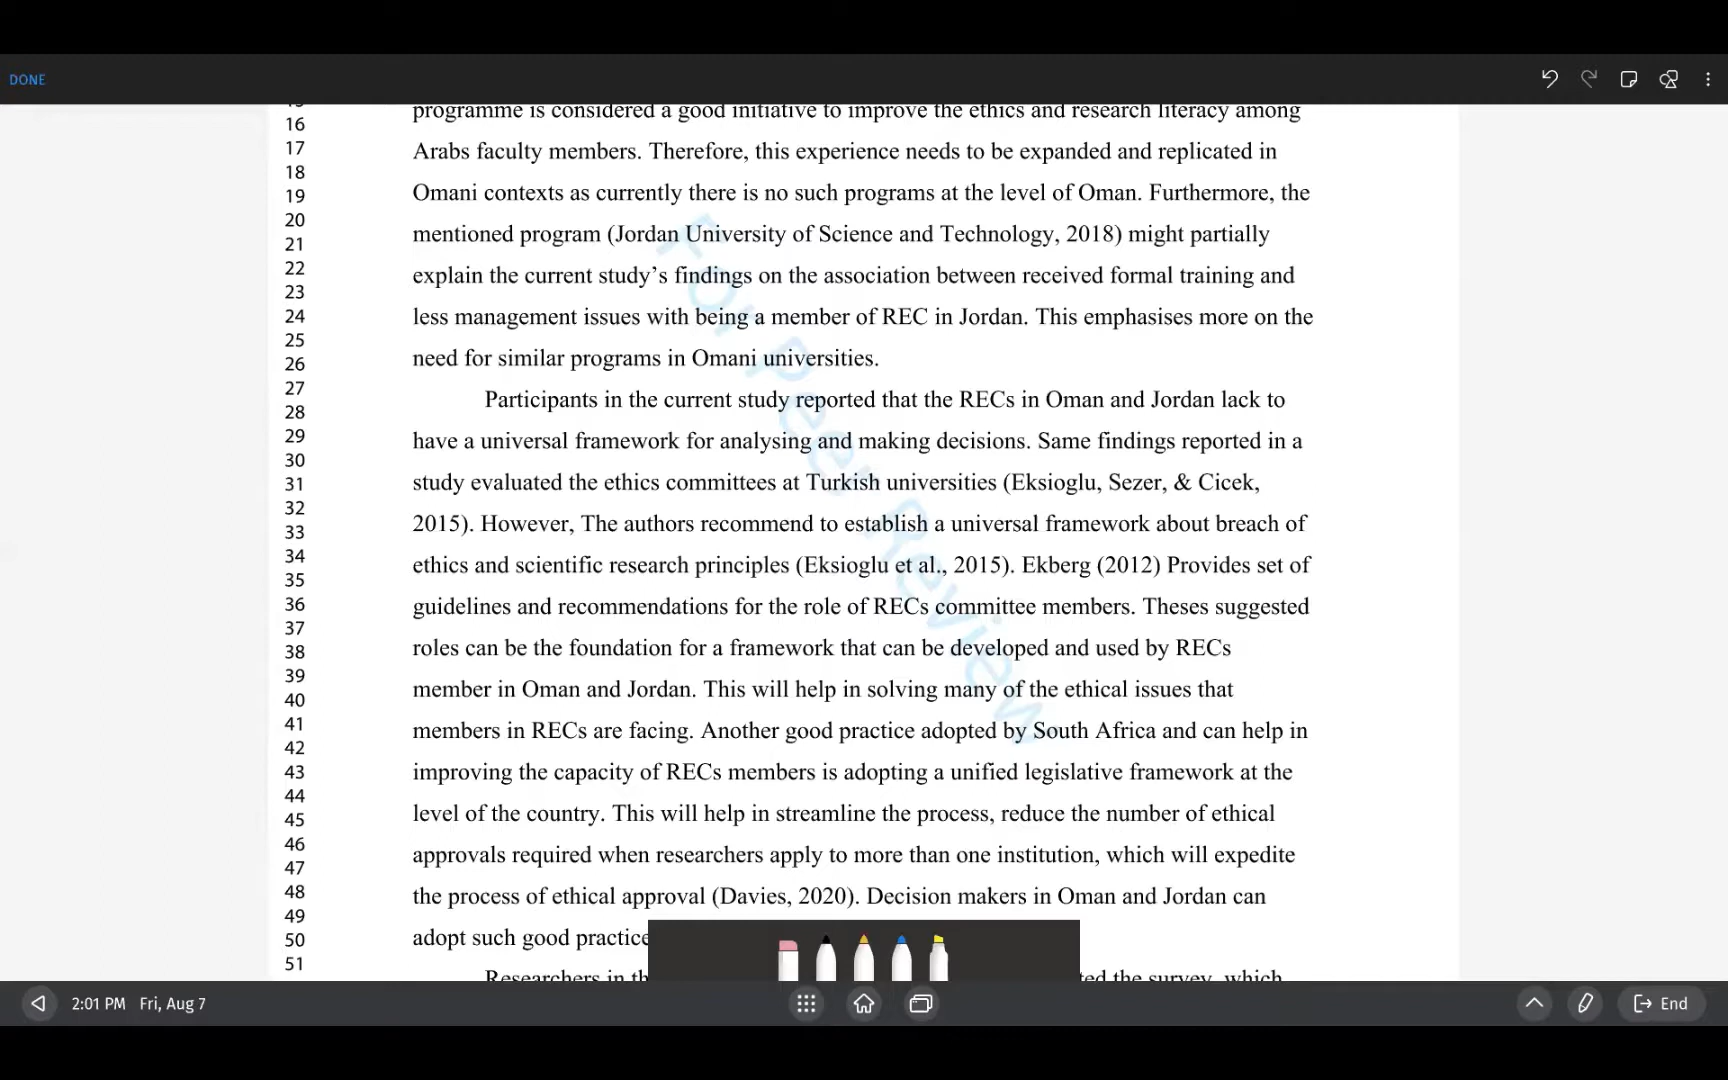 DONE
programme is considered a good initiative to improve the ethics and research literacy among
16
17
Arabs faculty members. Therefore, this experience needs to be expanded and replicated in
18
19
Omani contexts as currently there is no such programs at the level of Oman. Furthermore, the
20
21
mentioned program (Jordan University of Science and Technology, 2018) might partially
22
explain the current study's findings on the association between received formal training and
23
24
less management issues with being a member of REC in Jordan. This emphasises more on the
25
26
need for similar programs in Omani universities.
27
Participants in the current study reported that the RECs in Oman and Jordan lack to
28
29
have a universal framework for analysing and making decisions. Same findings reported in a
30
31
study evaluated the ethics committees at Turkish universities (Eksioglu, Sezer, & Cicek,
32
33
2015). However, The authors recommend to establish a universal framework about breach of
34
ethics and scientific research principles (Eksioglu et al., 2015). Ekberg (2012) Provides set of
35
36
guidelines and recommendations for the role of RECs committee members. Theses suggested
37
38
roles can be the foundation for a framework that can be developed and used by RECs
39
member in Oman and Jordan. This will help in solving many of the ethical issues that
40
41
members in RECs are facing. Another good practice adopted by South Africa and can help in
42
43
improving the capacity of RECs members is adopting a unified legislative framework at the
44
45
level of the country. This will help in streamline the process, reduce the number of ethical
46
approvals required when researchers apply to more than one institution, which will expedite
47
48
the process of ethical approval (Davies, 2020). Decision makers in Oman and Jordan can
49
50
adopt such good practice
51
Researchers in th
ted the survey, which
For Peer Review
2:01 PM Fri, Aug 7
End